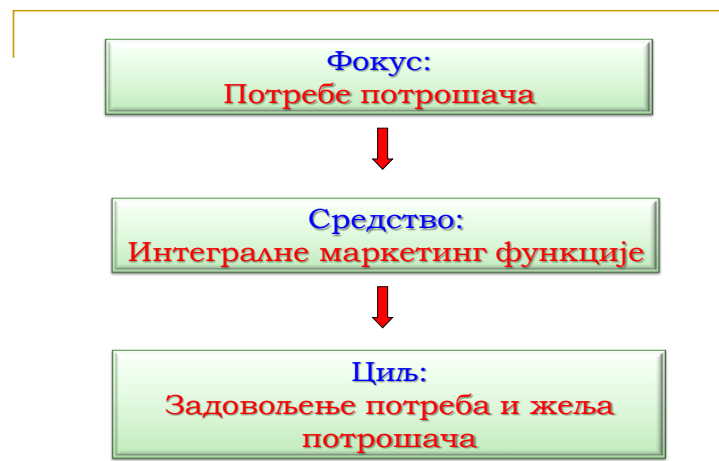 Фокус:
Потребе потрошача
Средство:
Интегралне маркетинг функције
Циљ:
Задовољење потреба и жеља
потрошача